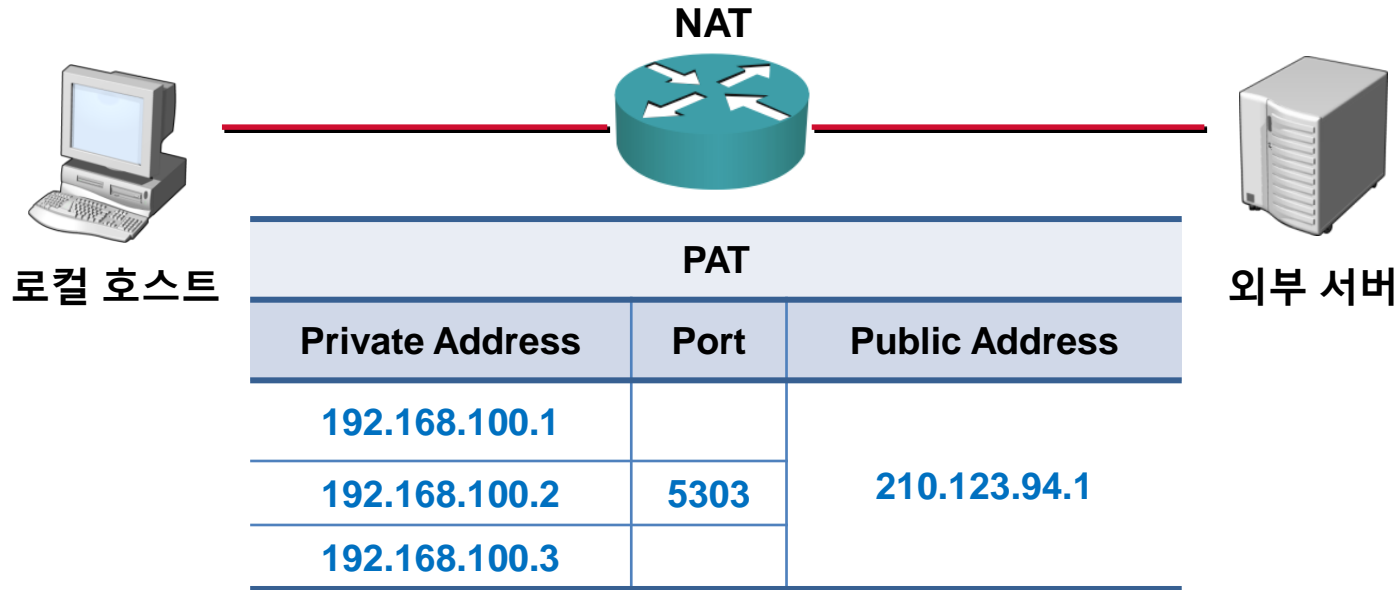 NAT
로컬 호스트
외부 서버
PAT
Private Address Port Public Address
192.168.100.1
192.168.100.2 5303 210.123.94.1
192.168.100.3